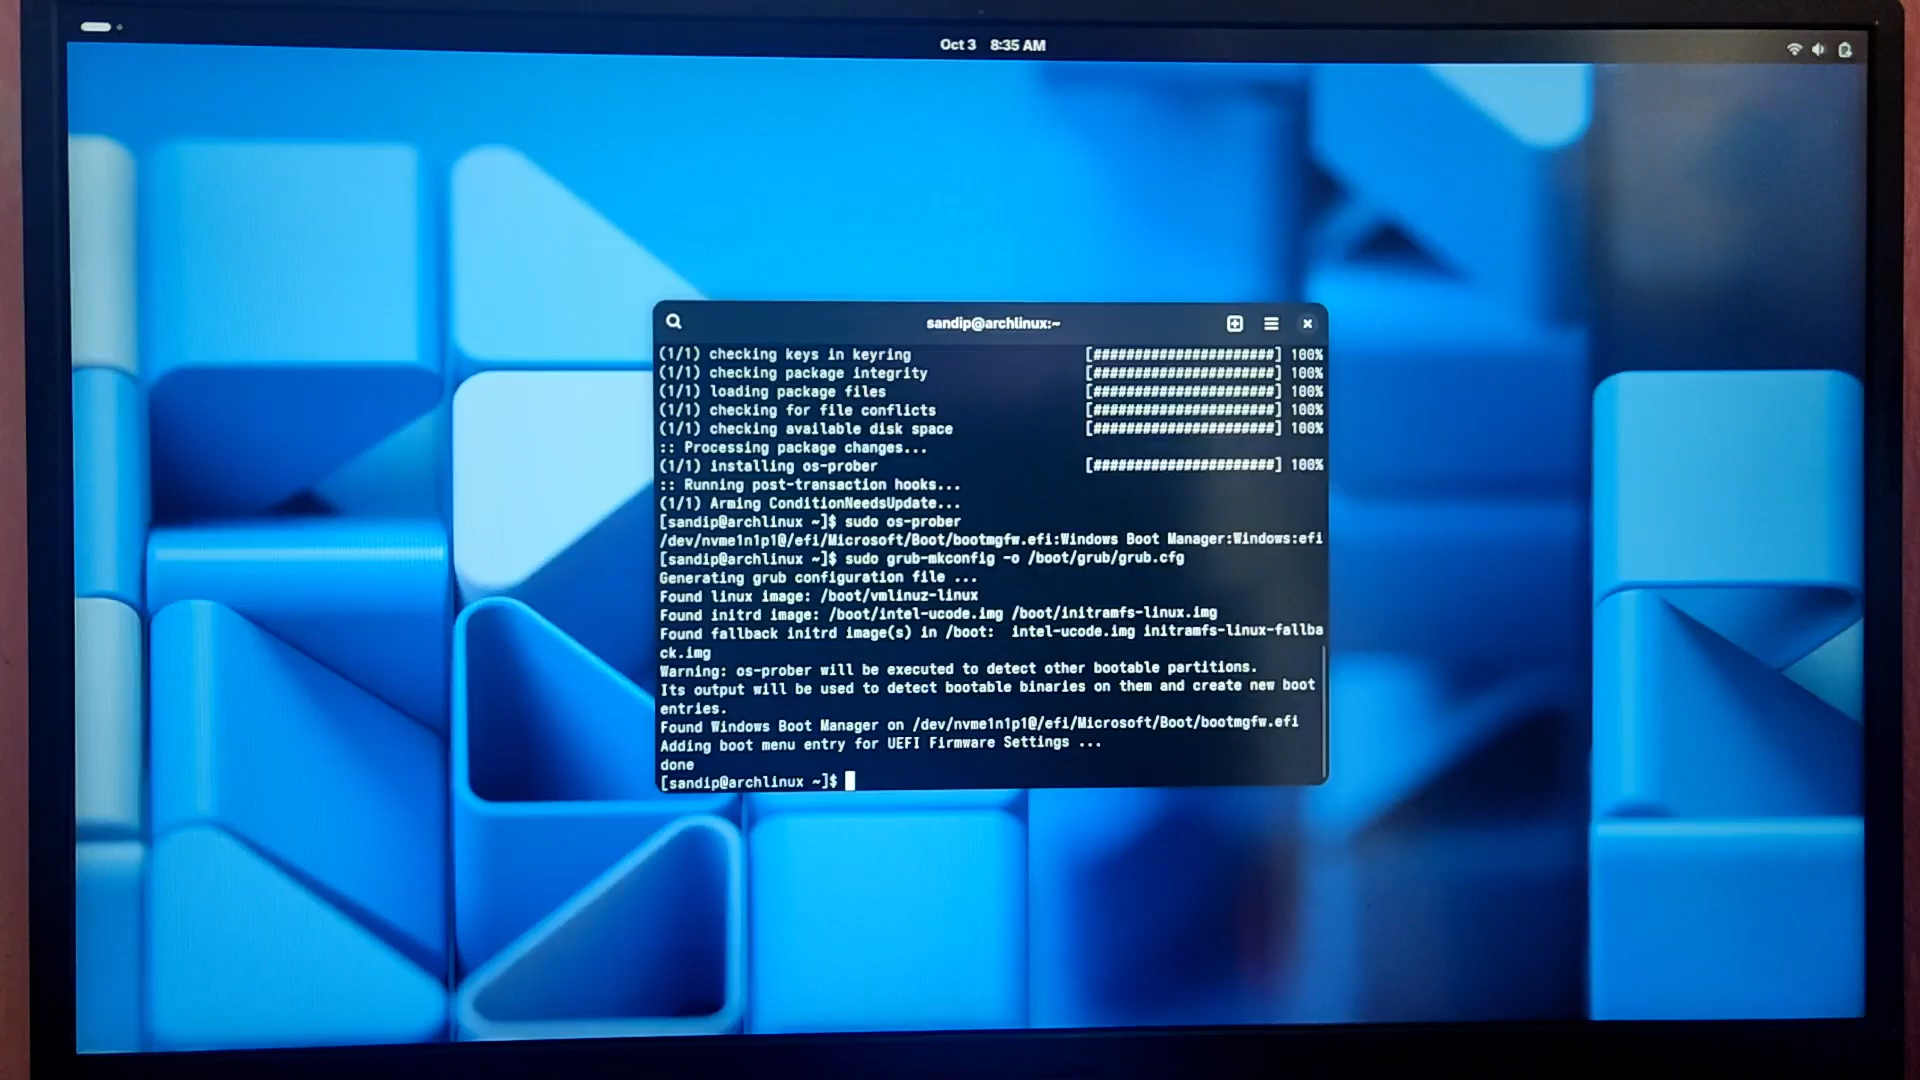 Oct 3 8:35 AM
sandip@archlinux:~
(1/1) checking keys in keyring [######################] 100%
(1/1) checking package integrity [######################] 100%
(1/1) loading package files [######################] 100%
(1/1) checking for file conflicts [######################] 100%
(1/1) checking available disk space [######################] 100%
:: Processing package changes...
(1/1) installing os-prober [######################] 100%
:: Running post-transaction hooks...
(1/1) Arming ConditionNeedsUpdate...
[sandip@archlinux ~]$ sudo os-prober
/dev/nvme1n1p1@/efi/Microsoft/Boot/bootmgfw.efi:Windows Boot Manager:Windows:efi
[sandip@archlinux ~]$ sudo grub-mkconfig -o /boot/grub/grub.cfg
Generating grub configuration file ...
Found linux image: /boot/vmlinuz-linux
Found initrd image: /boot/intel-ucode.img /boot/initramfs-linux.img
Found fallback initrd image(s) in /boot:  intel-ucode.img initramfs-linux-fallba
ck.img
Warning: os-prober will be executed to detect other bootable partitions.
Its output will be used to detect bootable binaries on them and create new boot
entries.
Found Windows Boot Manager on /dev/nvme1n1p1@/efi/Microsoft/Boot/bootmgfw.efi
Adding boot menu entry for UEFI Firmware Settings ...
done
[sandip@archlinux ~]$